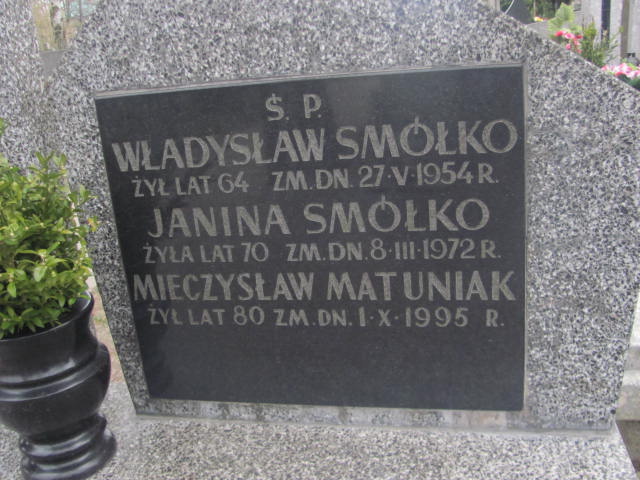 Ś. P.
WŁADYSŁAW SMÓŁKO
ŻYŁ LAT 64 ZM. DN. 27·V·1954 R.
JANINA SMÓŁKO
ŻYŁA LAT 70 ZM. DN. 8·III·1972 R.
MIECZYSŁAW MATUNIAK
ŻYŁ LAT 80 ZM. DN. 1·X·1995 R.